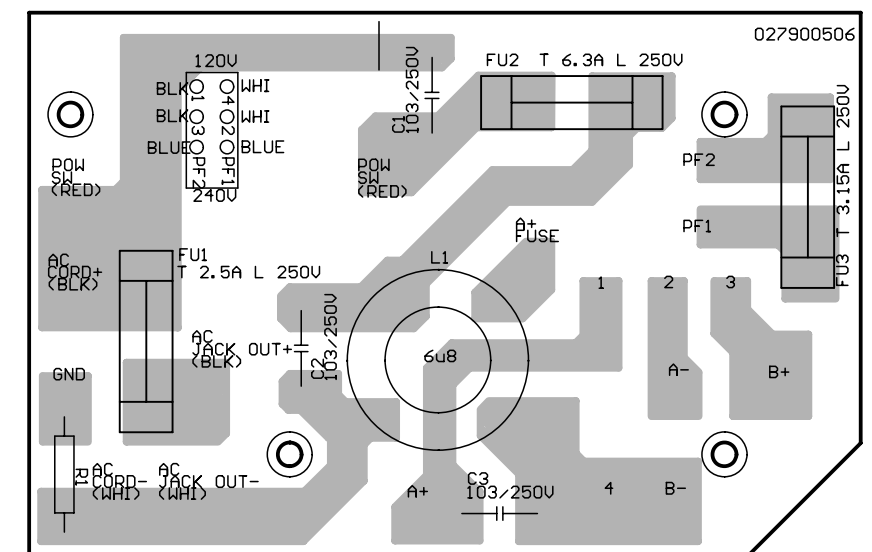 027900506
120V
BLK 1 4 WHI
BLK 3 2 WHI
BLUE PF2 PF1 BLUE
240V
C1
103/250V
FU2 T 6.3A L 250V
POW
SW
(RED)
POW
SW
(RED)
PF2
PF1
FU3 T 3.15A L 250V
A+
FUSE
AC
CORD+
(BLK)
FU1
T 2.5A L 250V
L1
6u8
1
2
3
C2
103/250V
AC
JACK OUT+
(BLK)
GND
A-
B+
R1
AC
CORD-
(WHI)
AC
JACK OUT-
(WHI)
A+
C3
103/250V
4
B-